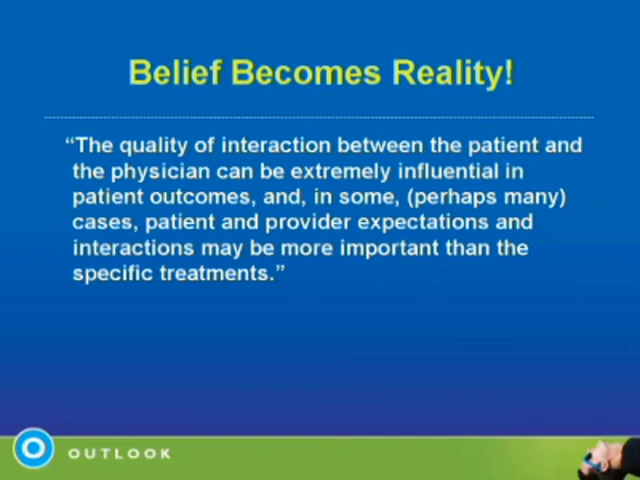 Belief Becomes Reality!
“The quality of interaction between the patient and
the physician can be extremely influential in
patient outcomes, and, in some, (perhaps many)
cases, patient and provider expectations and
interactions may be more important than the
specific treatments.”
OUTLOOK